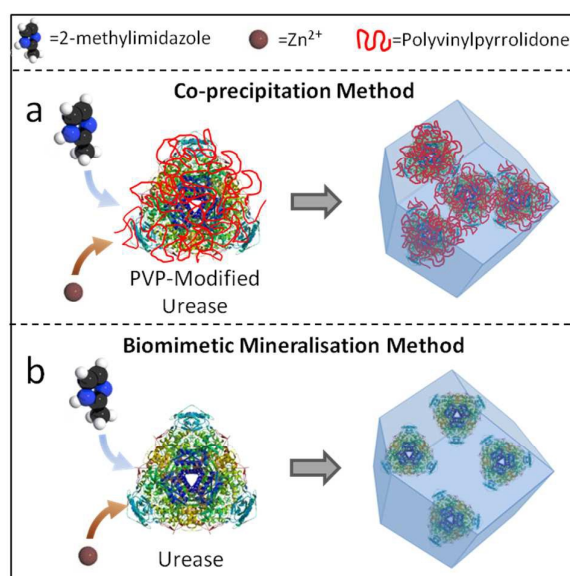 =2-methylimidazole =Zn2+ =Polyvinylpyrrolidone
a
Co-precipitation Method
PVP-Modified
Urease
Biomimetic Mineralisation Method
b
Urease